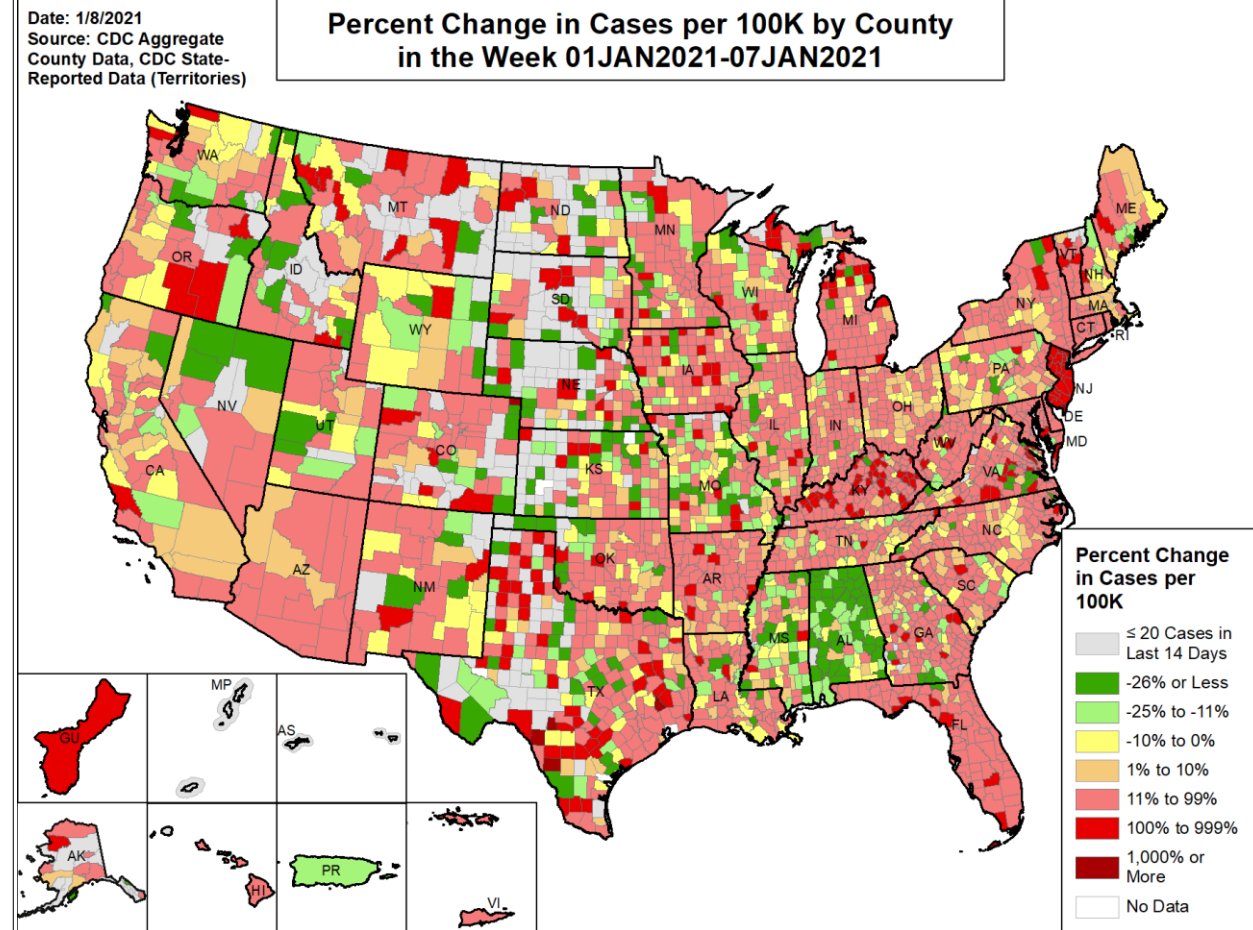 Date: 1/8/2021
Source: CDC Aggregate
County Data, CDC State-
Reported Data (Territories)
Percent Change in Cases per 100K by County
in the Week 01JAN2021-07JAN2021
WA
MT
ND
MN
ME
OR
ID
SD
WI
VT
NH
WY
MI
NY
MA
CT
RI
IA
NE
PA
NJ
NV
UT
CO
IL
IN
OH
DE
MD
CA
KS
MO
WV
VA
KY
AZ
NM
OK
AR
TN
NC
SC
MS
AL
GA
TX
LA
FL
MP
GU
AS
AK
HI
PR
VI
Percent Change
in Cases per
100K
≤ 20 Cases in
Last 14 Days
-26% or Less
-25% to -11%
-10% to 0%
1% to 10%
11% to 99%
100% to 999%
1,000% or
More
No Data